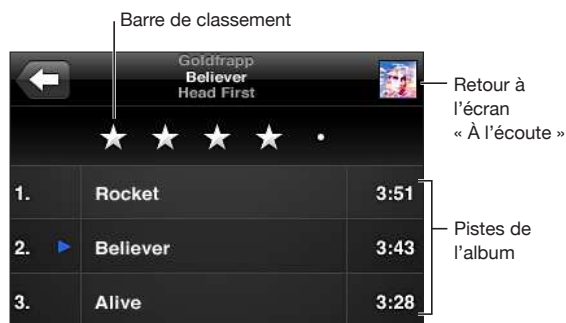 Barre de classement
Goldfrapp
Believer
Head First
Retour à
l'écran
« À l'écoute »
1. Rocket 3:51
2. Believer 3:43
Pistes de
l'album
3. Alive 3:28